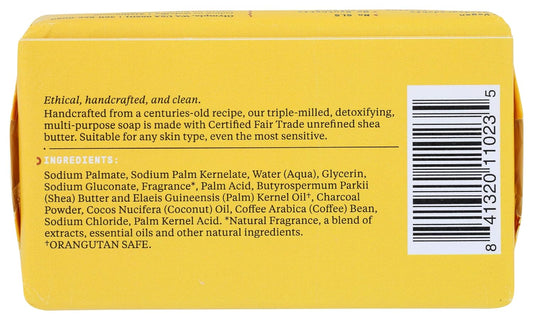 Ethical, handcrafted, and clean.
Handcrafted from a centuries-old recipe, our triple-milled, detoxifying,
multi-purpose soap is made with Certified Fair Trade unrefined shea
butter. Suitable for any skin type, even the most sensitive.
INGREDIENTS:
Sodium Palmate, Sodium Palm Kernelate, Water (Aqua), Glycerin,
Sodium Gluconate, Fragrance*, Palm Acid, Butyrospermum Parkii
(Shea) Butter and Elaeis Guineensis (Palm) Kernel Oil†, Charcoal
Powder, Cocos Nucifera (Coconut) Oil, Coffee Arabica (Coffee) Bean,
Sodium Chloride, Palm Kernel Acid. *Natural Fragrance, a blend of
extracts, essential oils and other natural ingredients.
†ORANGUTAN SAFE.
8 41320 11023 5